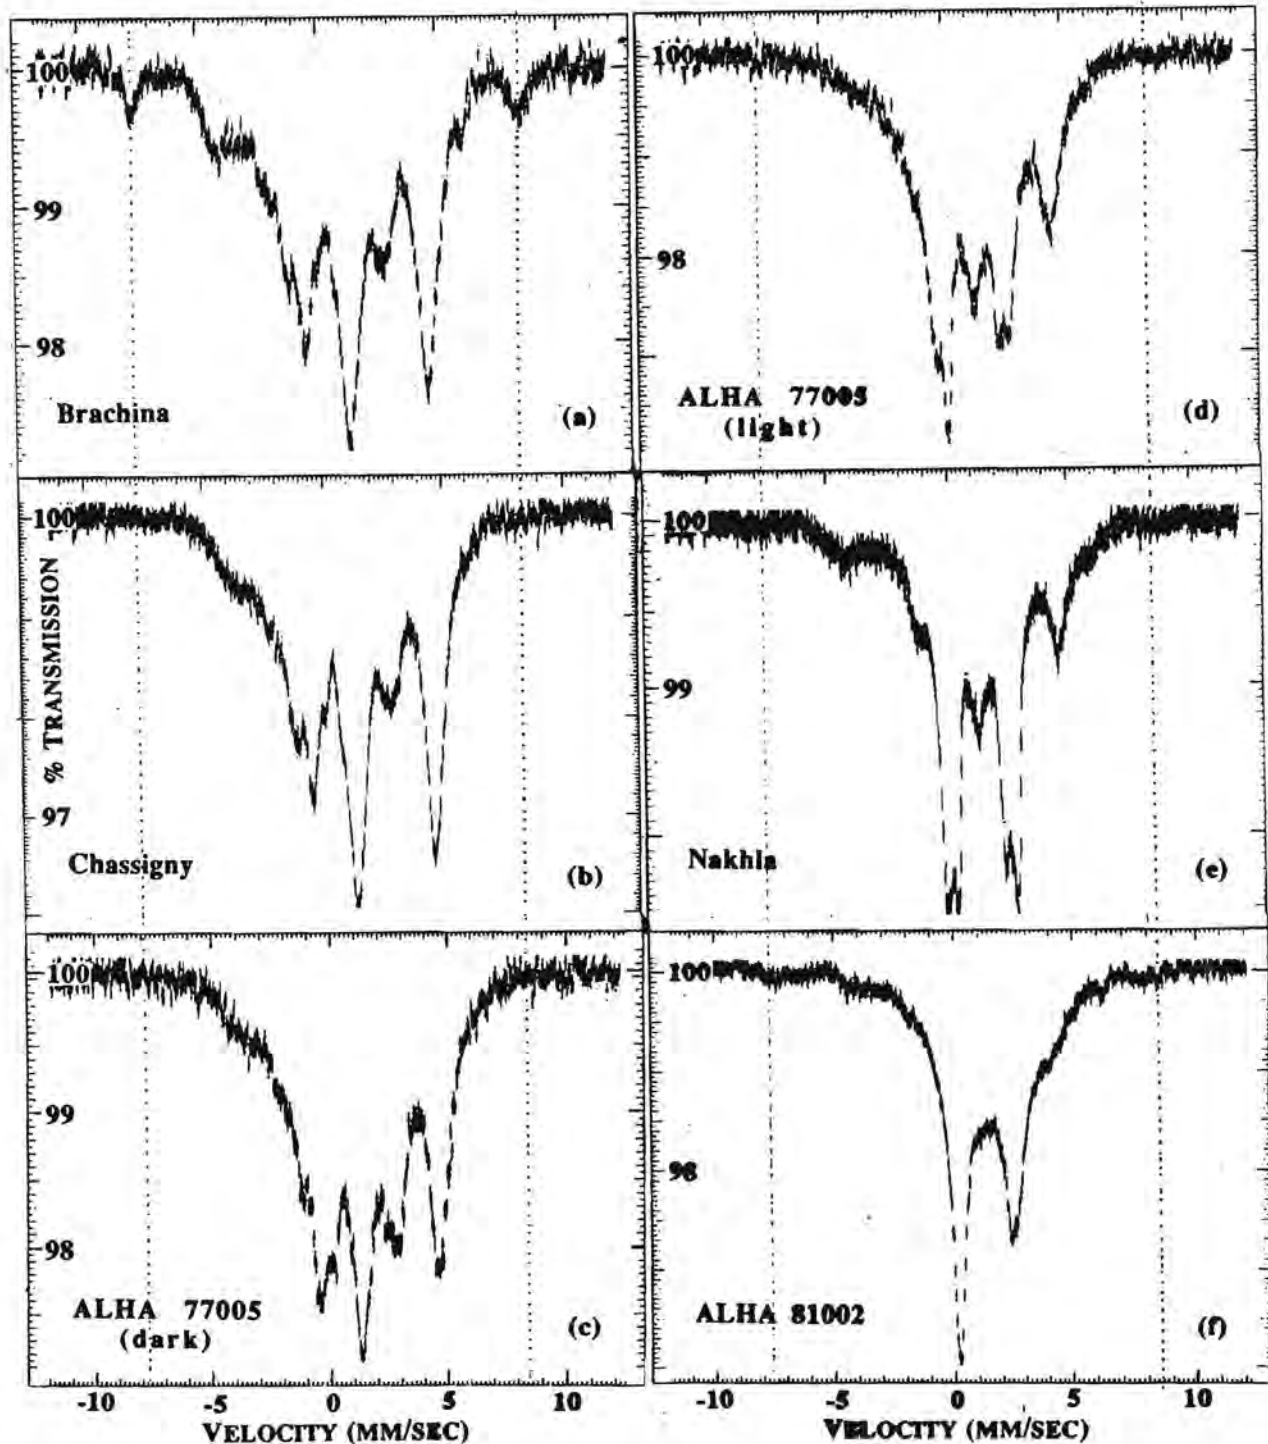 100
99
98
Brachina
(a)
100
98
ALHA 77005
(light)
(d)
% TRANSMISSION
100
97
Chassigny
(b)
100
99
Nakhla
(e)
100
99
98
ALHA 77005
(dark)
(c)
-10 -5 0 5 10
VELOCITY (MM/SEC)
100
98
ALHA 81002
(f)
-10 -5 0 5 10
VELOCITY (MM/SEC)